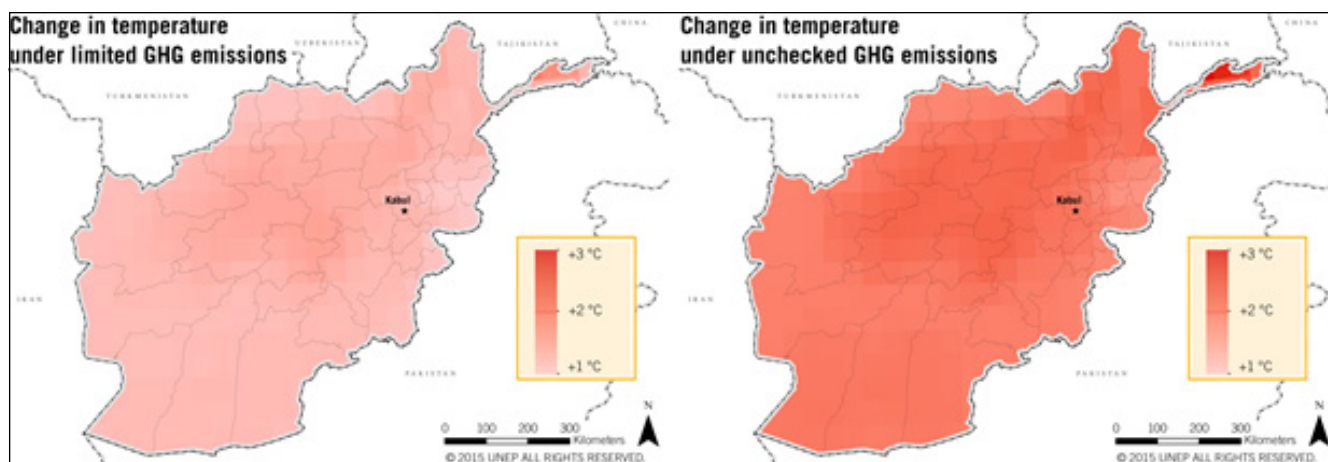 Change in temperature
under limited GHG emissions
UZBEKISTAN
TAJIKISTAN
CHINA
TURKMENISTAN
Kabul
IRAN
PAKISTAN
+3 °C
+2 °C
+1 °C
N
0 100 200 300
Kilometers
© 2015 UNEP ALL RIGHTS RESERVED.
Change in temperature
under unchecked GHG emissions
TAJIKISTAN
CHINA
TURKMENISTAN
Kabul
IRAN
PAKISTAN
+3 °C
+2 °C
+1 °C
N
0 100 200 300
Kilometers
© 2015 UNEP ALL RIGHTS RESERVED.